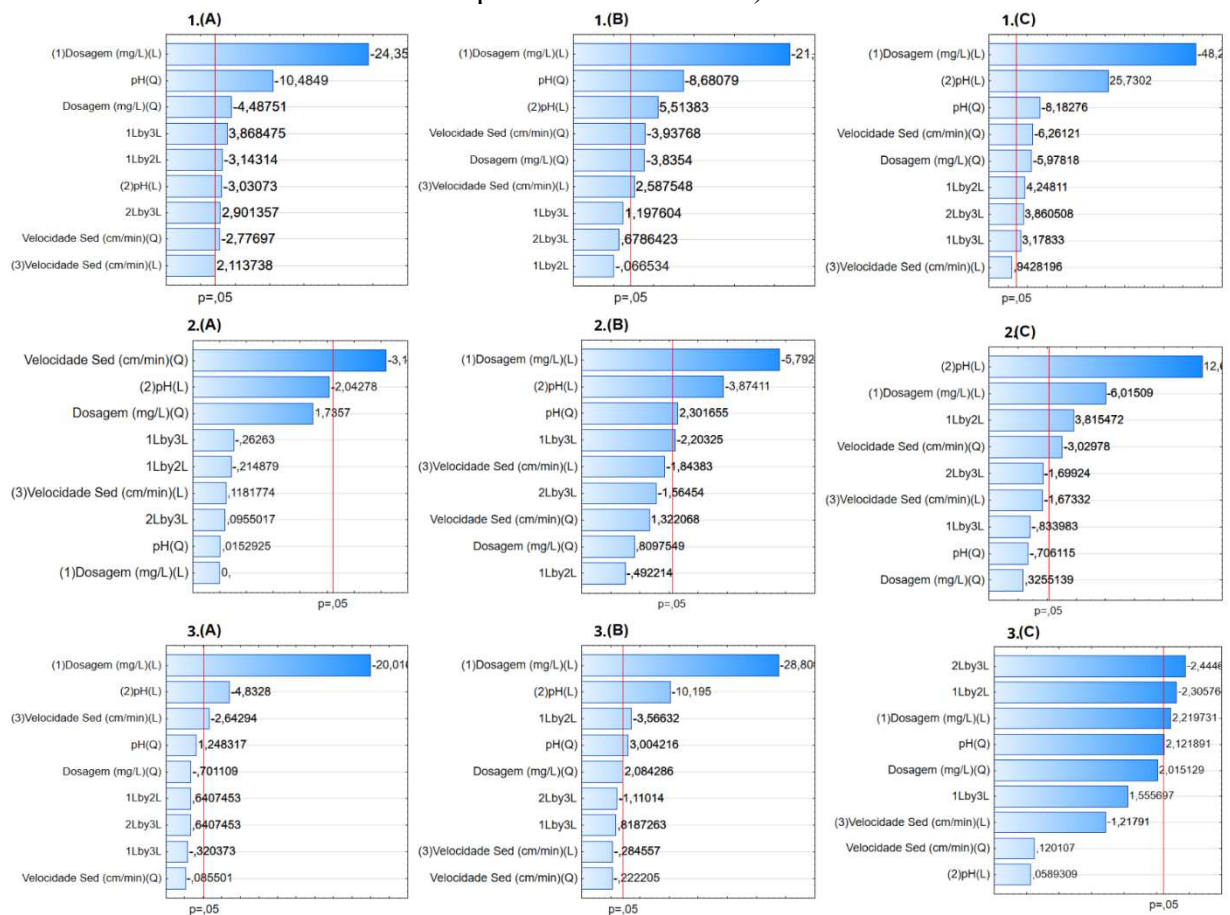 1.(A)
(1)Dosagem (mg/L)(L) -24,35
pH(Q) -10,4849
Dosagem (mg/L)(Q) -4,48751
1Lby3L 3,868475
1Lby2L -3,14314
(2)pH(L) -3,03073
2Lby3L 2,901357
Velocidade Sed (cm/min)(Q) -2,77697
(3)Velocidade Sed (cm/min)(L) 2,113738
p=,05
1.(B)
(1)Dosagem (mg/L)(L) -21,
pH(Q) -8,68079
(2)pH(L) 5,51383
Velocidade Sed (cm/min)(Q) -3,93768
Dosagem (mg/L)(Q) -3,8354
(3)Velocidade Sed (cm/min)(L) 2,587548
1Lby3L 1,197604
2Lby3L ,6786423
1Lby2L -,066534
p=,05
1.(C)
(1)Dosagem (mg/L)(L) -48,2
(2)pH(L) 25,7302
pH(Q) -8,18276
Velocidade Sed (cm/min)(Q) -6,26121
Dosagem (mg/L)(Q) -5,97818
1Lby2L 4,24811
2Lby3L 3,860508
1Lby3L 3,17833
(3)Velocidade Sed (cm/min)(L) ,9428196
p=,05
2.(A)
Velocidade Sed (cm/min)(Q) -3,1
(2)pH(L) -2,04278
Dosagem (mg/L)(Q) 1,7357
1Lby3L -,26263
1Lby2L -,214879
(3)Velocidade Sed (cm/min)(L) ,1181774
2Lby3L ,0955017
pH(Q) ,0152925
(1)Dosagem (mg/L)(L) 0,
p=,05
2.(B)
(1)Dosagem (mg/L)(L) -5,792
(2)pH(L) -3,87411
pH(Q) 2,301655
1Lby3L -2,20325
(3)Velocidade Sed (cm/min)(L) -1,84383
2Lby3L -1,56454
Velocidade Sed (cm/min)(Q) 1,322068
Dosagem (mg/L)(Q) ,8097549
1Lby2L -,492214
p=,05
2.(C)
(2)pH(L) 12,6
(1)Dosagem (mg/L)(L) -6,01509
1Lby2L 3,815472
Velocidade Sed (cm/min)(Q) -3,02978
2Lby3L -1,69924
(3)Velocidade Sed (cm/min)(L) -1,67332
1Lby3L -,833983
pH(Q) -,706115
Dosagem (mg/L)(Q) ,3255139
p=,05
3.(A)
(1)Dosagem (mg/L)(L) -20,010
(2)pH(L) -4,8328
(3)Velocidade Sed (cm/min)(L) -2,64294
pH(Q) 1,248317
Dosagem (mg/L)(Q) -,701109
1Lby2L ,6407453
2Lby3L ,6407453
1Lby3L -,320373
Velocidade Sed (cm/min)(Q) -,085501
p=,05
3.(B)
(1)Dosagem (mg/L)(L) -28,80
(2)pH(L) -10,195
1Lby2L -3,56632
pH(Q) 3,004216
Dosagem (mg/L)(Q) 2,084286
2Lby3L -1,11014
1Lby3L ,8187263
(3)Velocidade Sed (cm/min)(L) -,284557
Velocidade Sed (cm/min)(Q) -,222205
p=,05
3.(C)
2Lby3L -2,4446
1Lby2L -2,30576
(1)Dosagem (mg/L)(L) 2,219731
pH(Q) 2,121891
Dosagem (mg/L)(Q) 2,015129
1Lby3L 1,555697
(3)Velocidade Sed (cm/min)(L) -1,21791
Velocidade Sed (cm/min)(Q) ,120107
(2)pH(L) ,0589309
p=,05